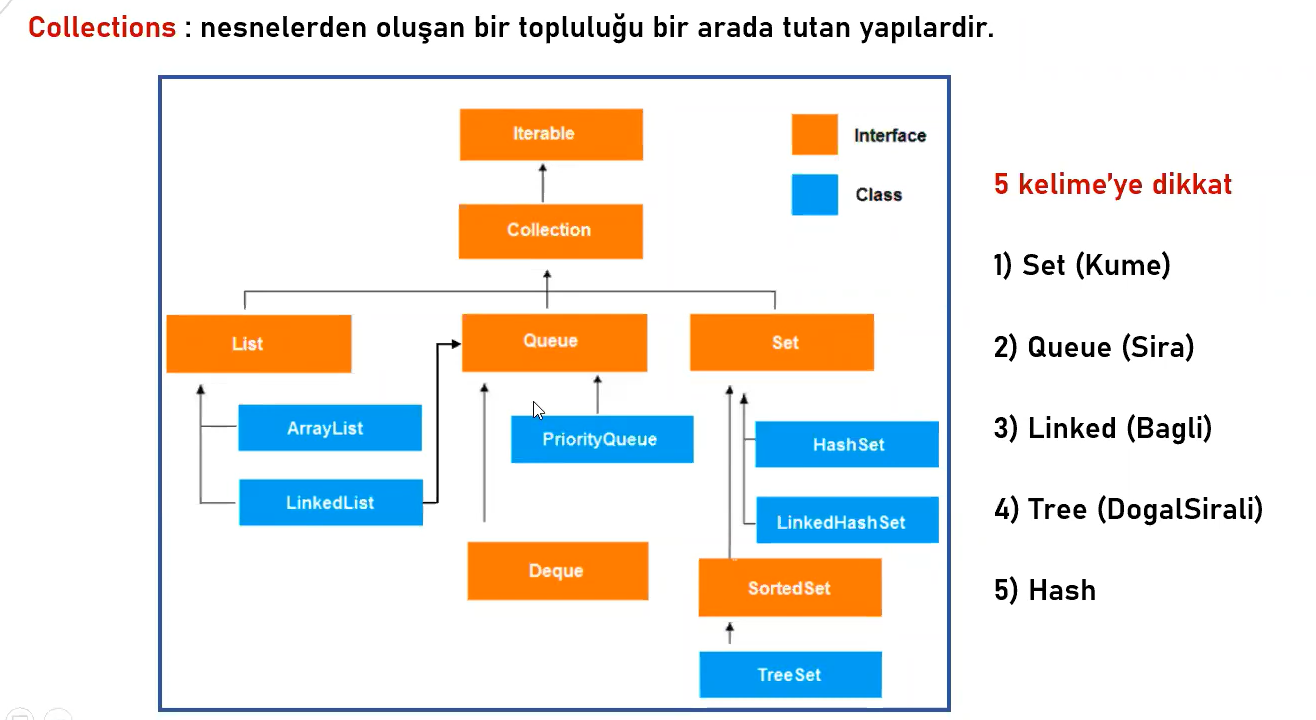 Collections : nesnelerden oluşan bir topluluğu bir arada tutan yapılardir.
Iterable
Interface
Class
Collection
List
Queue
Set
ArrayList
LinkedList
PriorityQueue
HashSet
LinkedHashSet
Deque
SortedSet
TreeSet
5 kelime'ye dikkat
1) Set (Kume)
2) Queue (Sira)
3) Linked (Bagli)
4) Tree (DogalSirali)
5) Hash